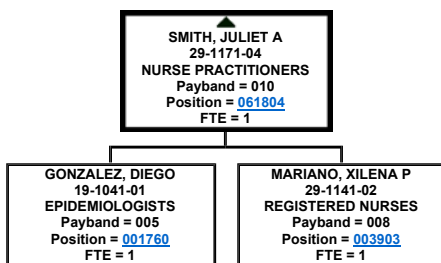 SMITH, JULIET A
29-1171-04
NURSE PRACTITIONERS
Payband = 010
Position = 061804
FTE = 1
GONZALEZ, DIEGO
19-1041-01
EPIDEMIOLOGISTS
Payband = 005
Position = 001760
FTE = 1
MARIANO, XILENA P
29-1141-02
REGISTERED NURSES
Payband = 008
Position = 003903
FTE = 1